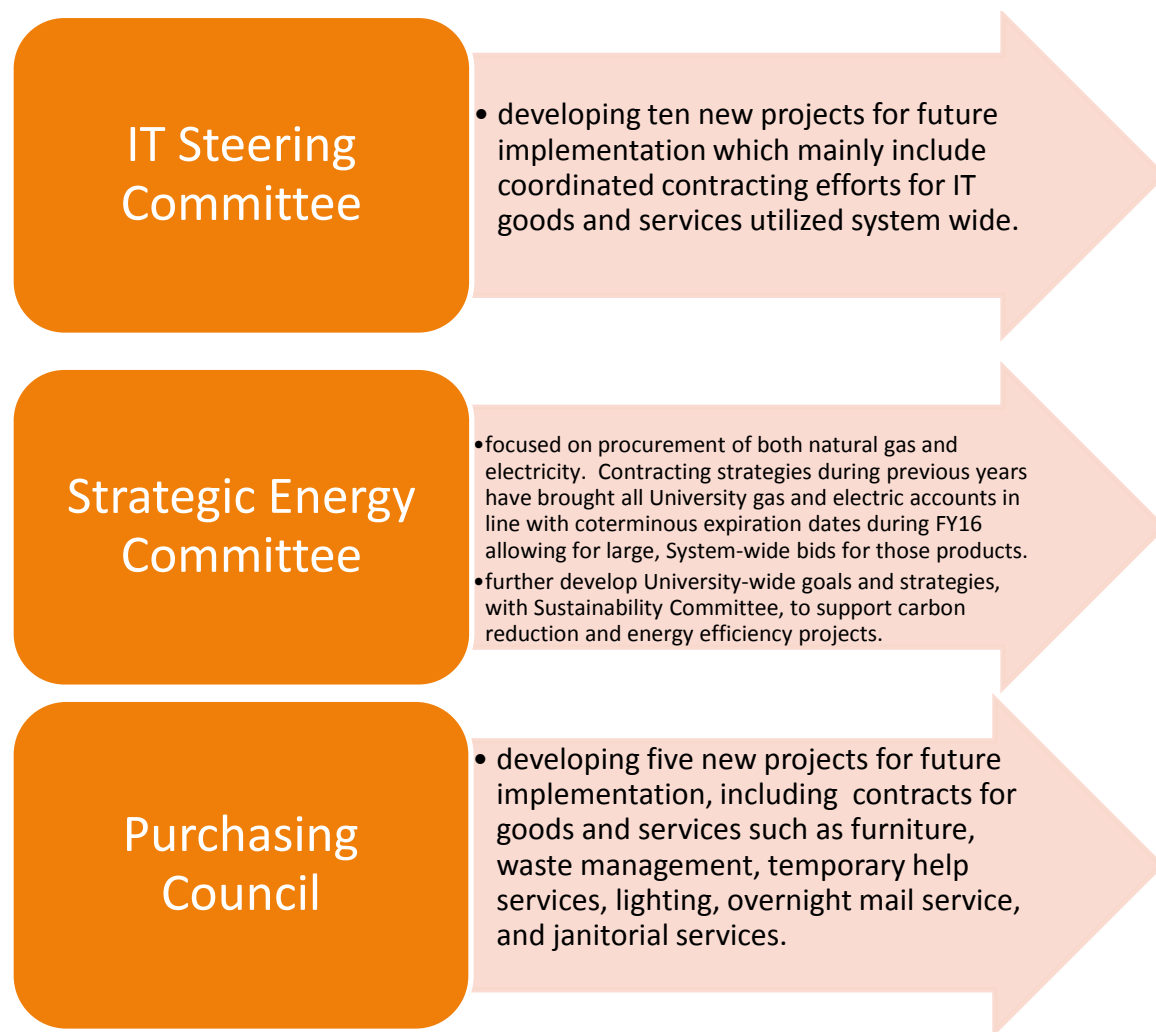 IT Steering
Committee
• developing ten new projects for future
implementation which mainly include
coordinated contracting efforts for IT
goods and services utilized system wide.
Strategic Energy
Committee
•focused on procurement of both natural gas and
electricity.  Contracting strategies during previous years
have brought all University gas and electric accounts in
line with coterminous expiration dates during FY16
allowing for large, System-wide bids for those products.
•further develop University-wide goals and strategies,
with Sustainability Committee, to support carbon
reduction and energy efficiency projects.
Purchasing
Council
• developing five new projects for future
implementation, including  contracts for
goods and services such as furniture,
waste management, temporary help
services, lighting, overnight mail service,
and janitorial services.